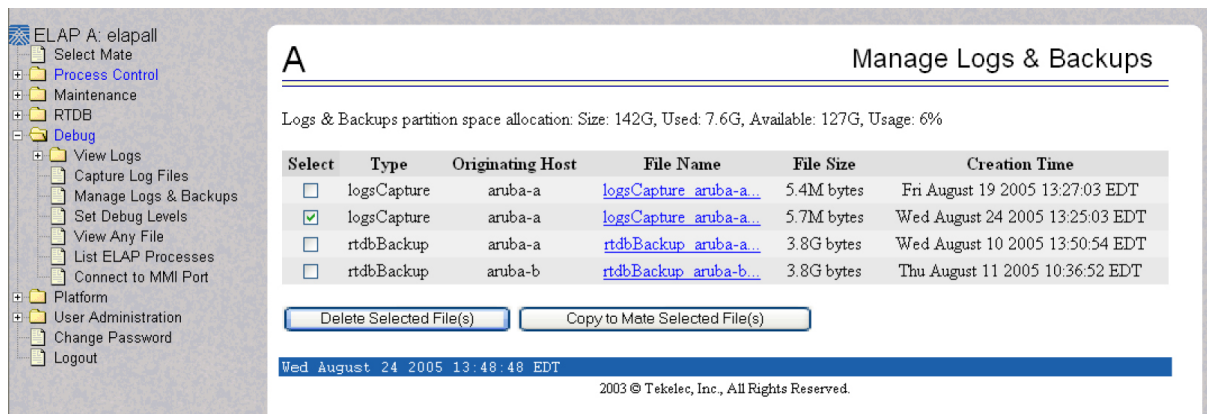 ELAP A: elapall
Select Mate
Process Control
Maintenance
RTDB
Debug
View Logs
Capture Log Files
Manage Logs & Backups
Set Debug Levels
View Any File
List ELAP Processes
Connect to MMI Port
Platform
User Administration
Change Password
Logout
A Manage Logs & Backups
Logs & Backups partition space allocation: Size: 142G, Used: 7.6G, Available: 127G, Usage: 6%
Select Type Originating Host File Name File Size Creation Time
logsCapture aruba-a logsCapture_aruba-a... 5.4M bytes Fri August 19 2005 13:27:03 EDT
logsCapture aruba-a logsCapture_aruba-a... 5.7M bytes Wed August 24 2005 13:25:03 EDT
rtdbBackup aruba-a rtdbBackup_aruba-a... 3.8G bytes Wed August 10 2005 13:50:54 EDT
rtdbBackup aruba-b rtdbBackup_aruba-b... 3.8G bytes Thu August 11 2005 10:36:52 EDT
Delete Selected File(s) Copy to Mate Selected File(s)
Wed August 24 2005 13:48:48 EDT
2003 © Tekelec, Inc., All Rights Reserved.